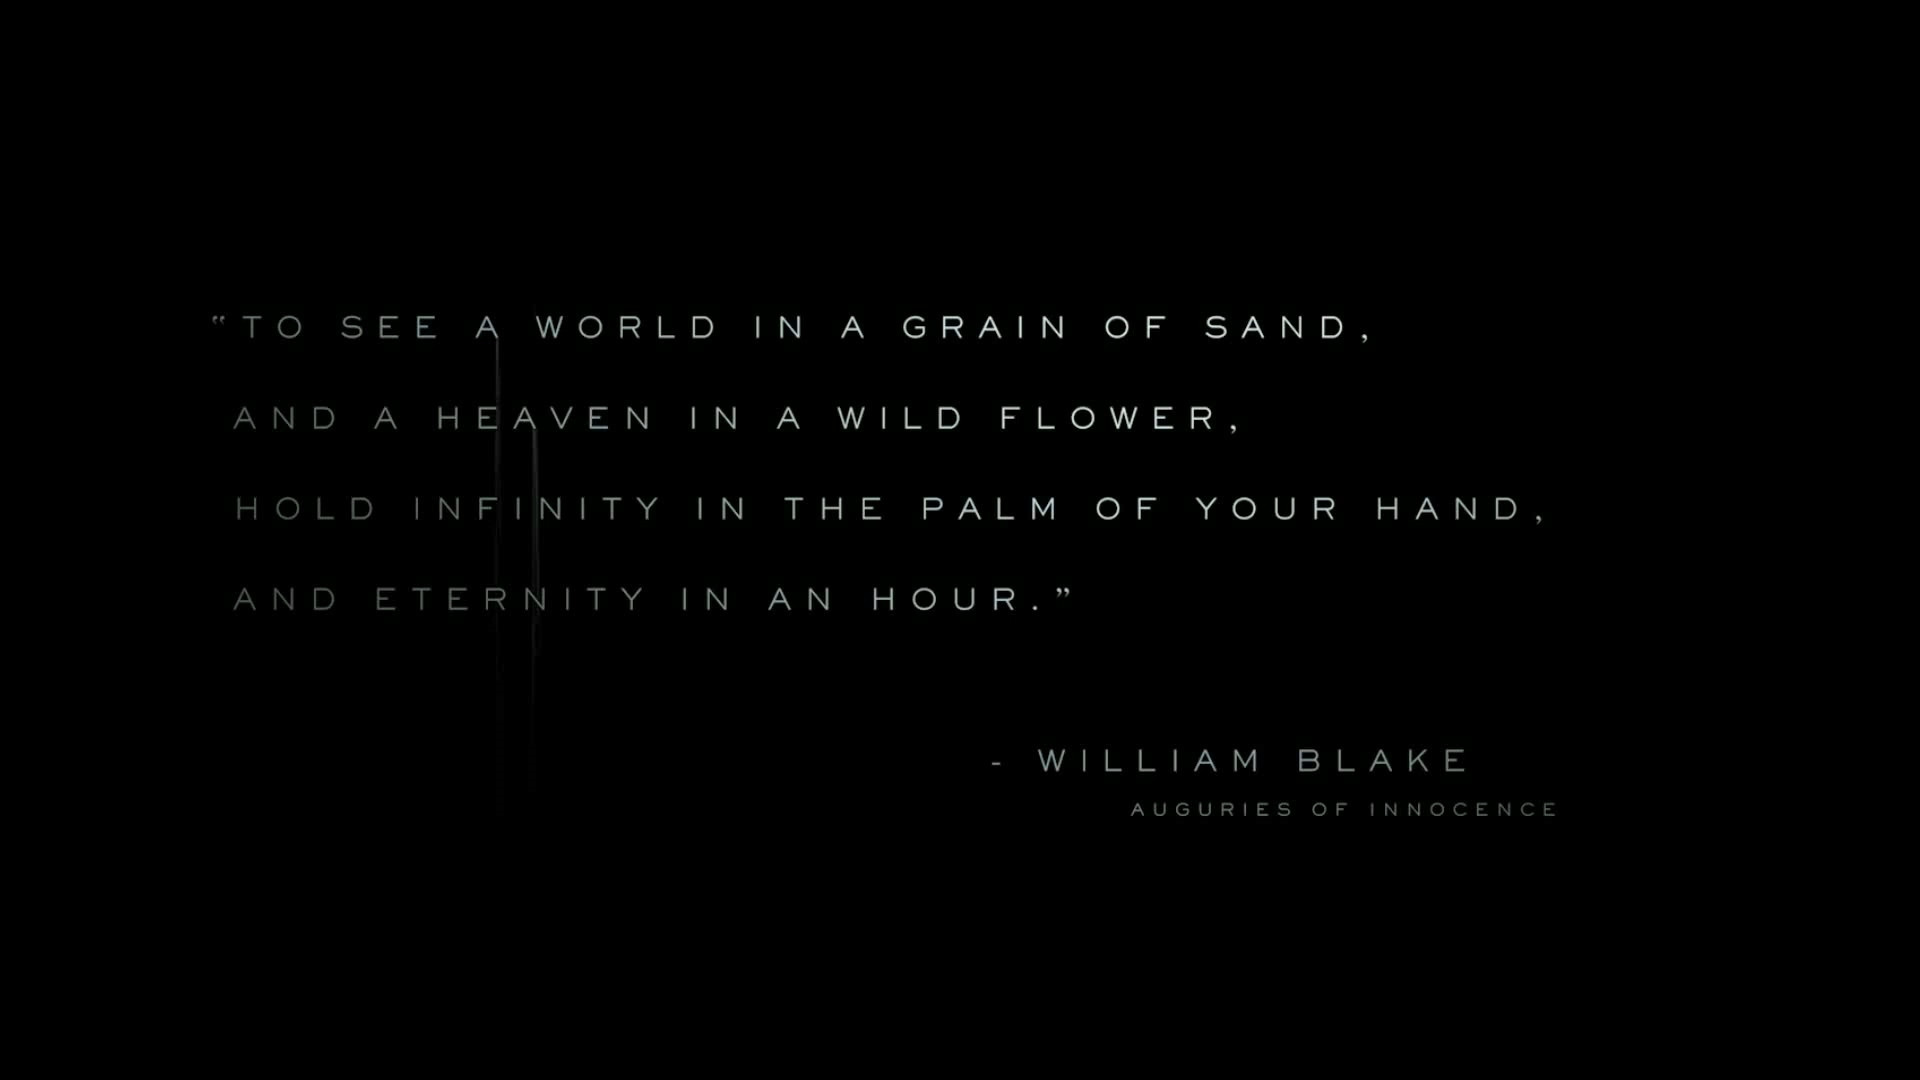 “TO SEE A WORLD IN A GRAIN OF SAND,
AND A HEAVEN IN A WILD FLOWER,
HOLD INFINITY IN THE PALM OF YOUR HAND,
AND ETERNITY IN AN HOUR.”
- WILLIAM BLAKE
AUGURIES OF INNOCENCE